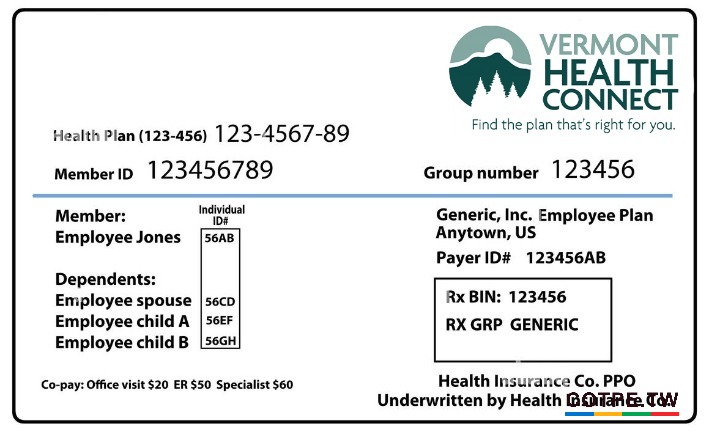 VERMONT
HEALTH
CONNECT
Find the plan that's right for you.
Health Plan (123-456) 123-4567-89
Member ID 123456789
Group number 123456
Member:
Individual
ID#
Employee Jones 56AB
Dependents:
Employee spouse 56CD
Employee child A 56EF
Employee child B 56GH
Generic, Inc. Employee Plan
Anytown, US
Payer ID# 123456AB
Rx BIN: 123456
RX GRP GENERIC
Co-pay: Office visit $20 ER $50 Specialist $60
Health Insurance Co. PPO
Underwritten by Health Insurance Co.
GOTPE.TW